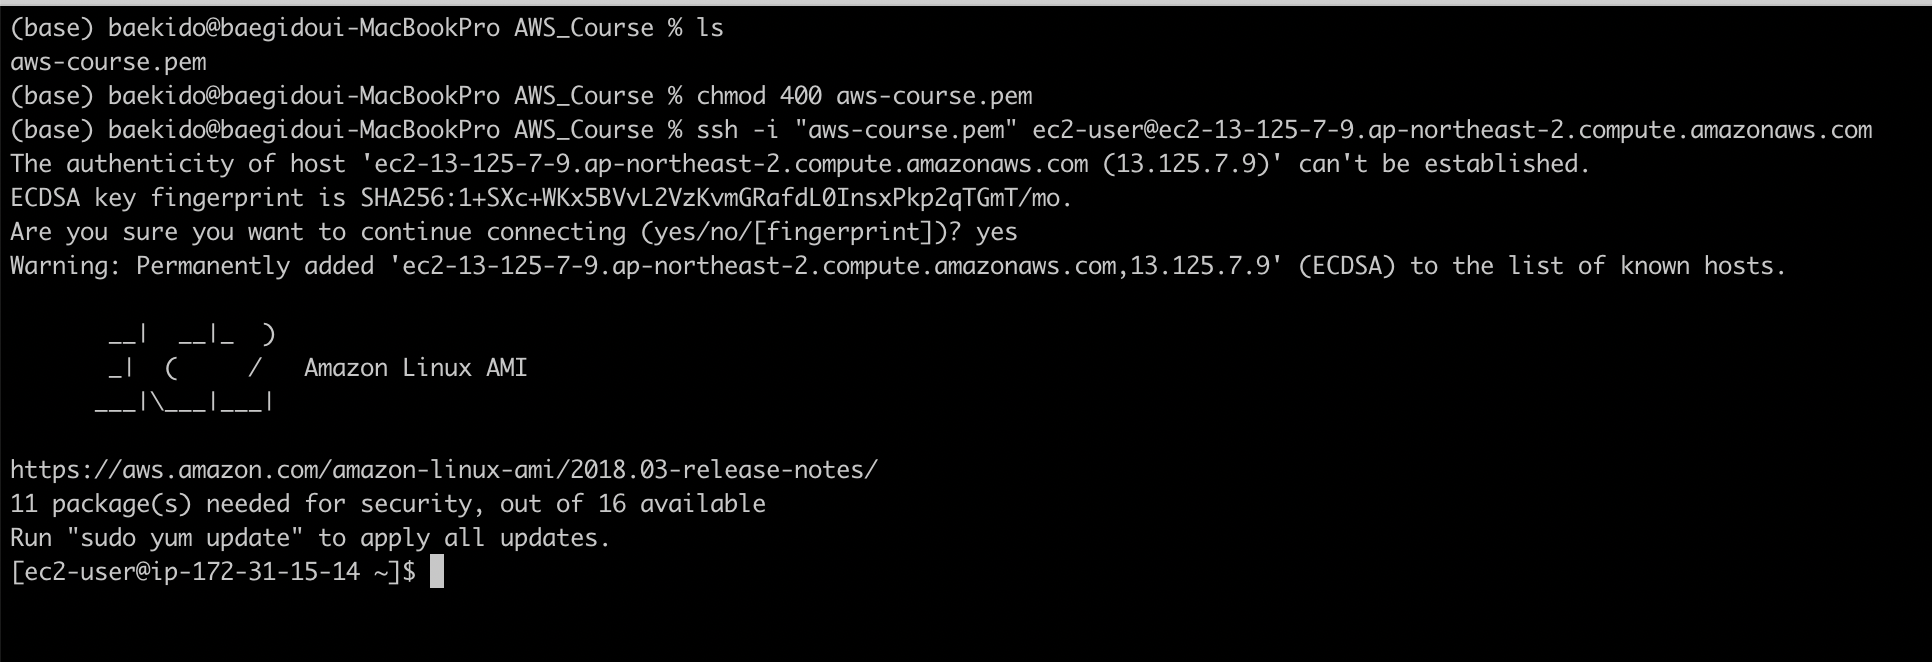 (base) baekido@baegidoui-MacBookPro AWS_Course % ls
aws-course.pem
(base) baekido@baegidoui-MacBookPro AWS_Course % chmod 400 aws-course.pem
(base) baekido@baegidoui-MacBookPro AWS_Course % ssh -i "aws-course.pem" ec2-user@ec2-13-125-7-9.ap-northeast-2.compute.amazonaws.com
The authenticity of host 'ec2-13-125-7-9.ap-northeast-2.compute.amazonaws.com (13.125.7.9)' can't be established.
ECDSA key fingerprint is SHA256:1+SXc+WKx5BVvL2VzKvmGRafdL0InsxPkp2qTGmT/mo.
Are you sure you want to continue connecting (yes/no/[fingerprint])? yes
Warning: Permanently added 'ec2-13-125-7-9.ap-northeast-2.compute.amazonaws.com,13.125.7.9' (ECDSA) to the list of known hosts.

       __|  __|_  )
       _|  (     /   Amazon Linux AMI
      ___|\___|___|

https://aws.amazon.com/amazon-linux-ami/2018.03-release-notes/
11 package(s) needed for security, out of 16 available
Run "sudo yum update" to apply all updates.
[ec2-user@ip-172-31-15-14 ~]$